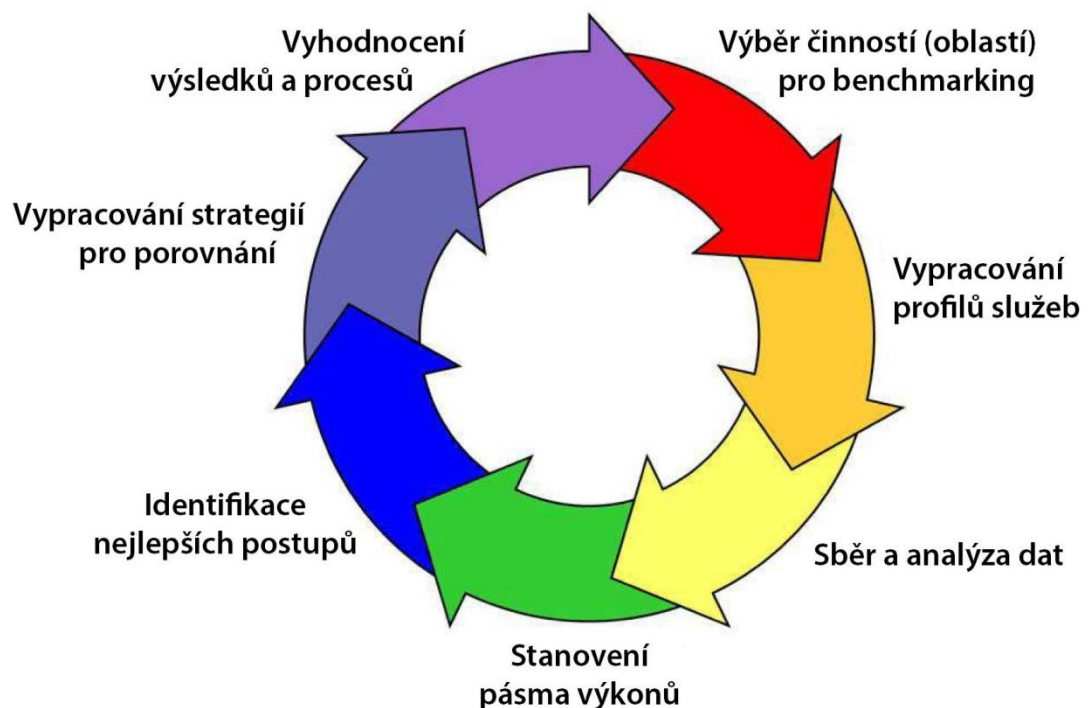 Vyhodnocení
výsledků a procesů
Výběr činností (oblastí)
pro benchmarking
Vypracování
profilů služeb
Sběr a analýza dat
Stanovení
pásma výkonů
Identifikace
nejlepších postupů
Vypracování strategií
pro porovnání